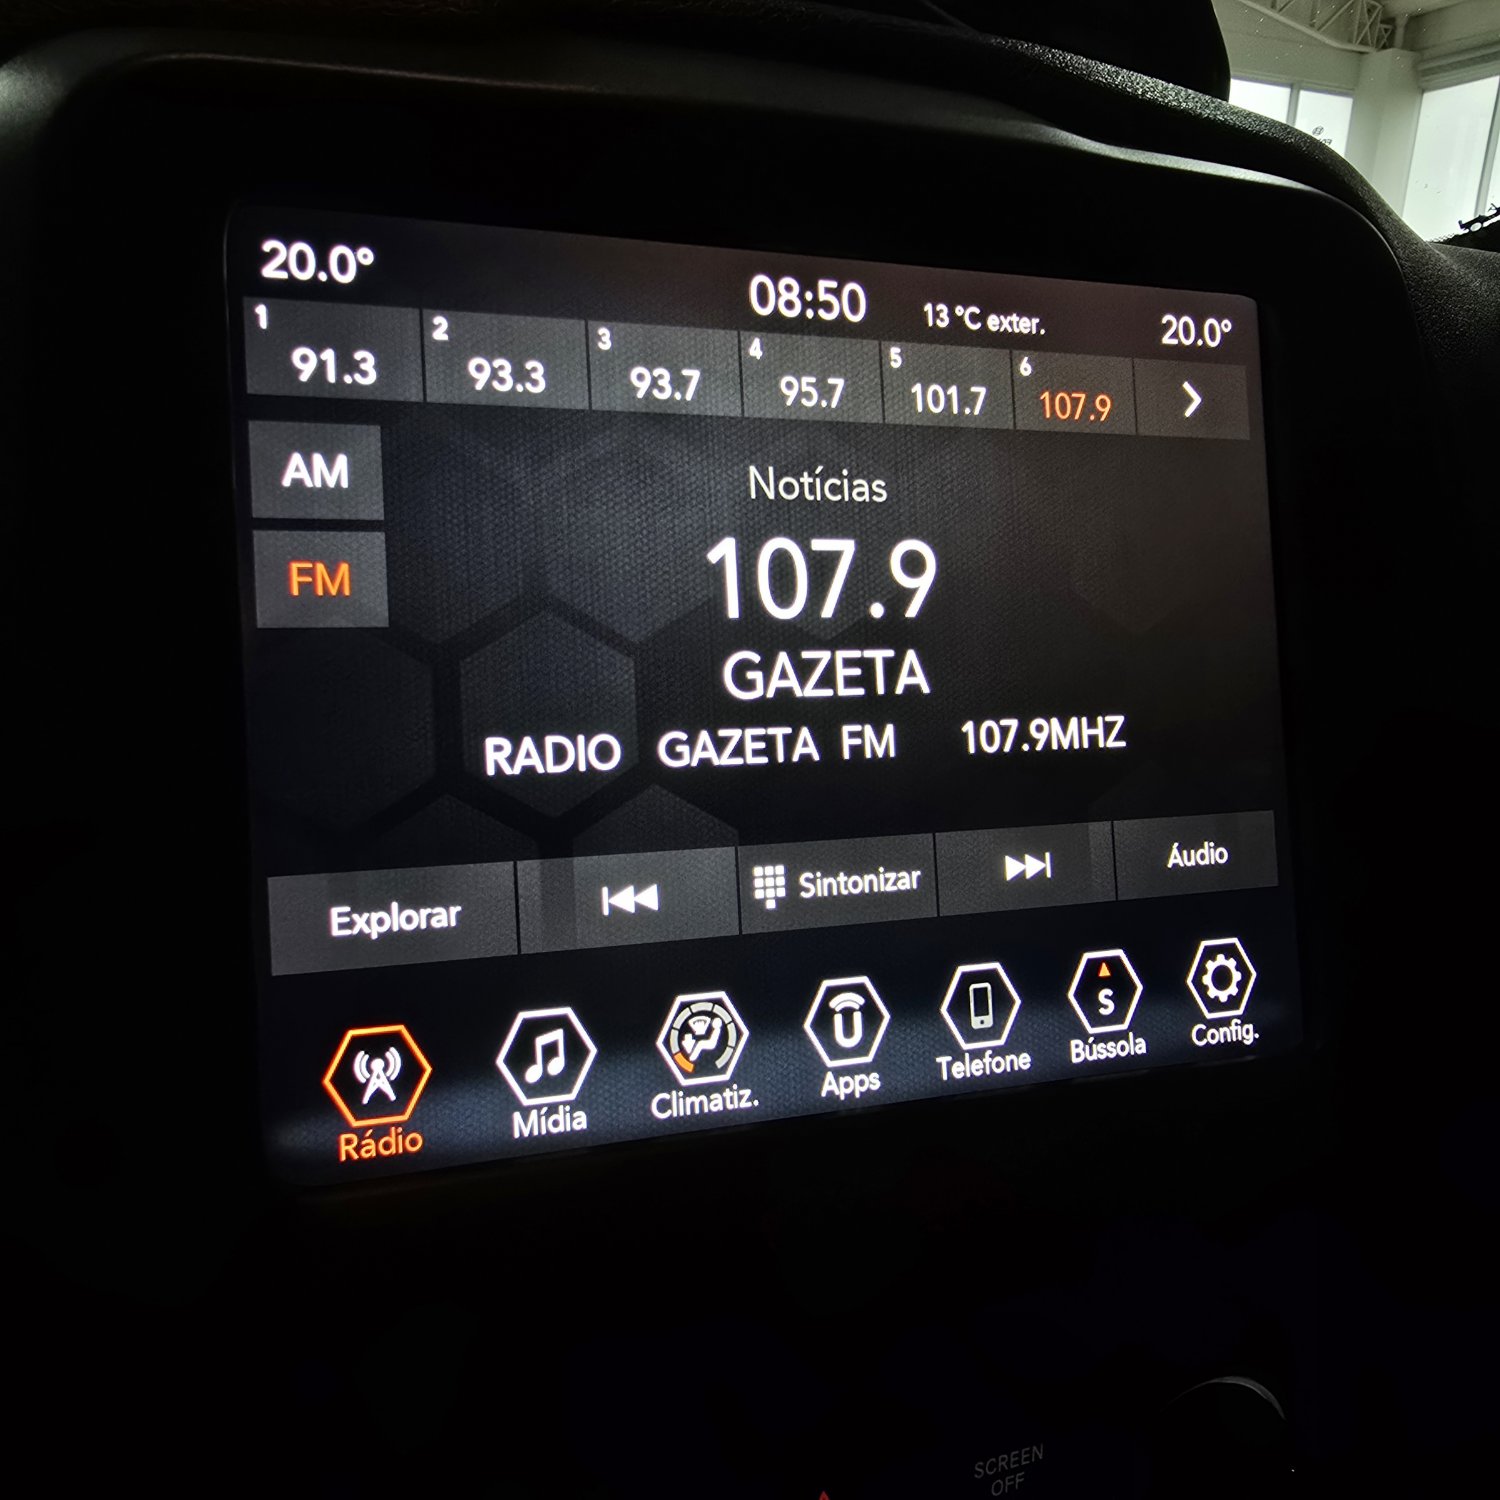 20.0° 08:50 13 °C exter. 20.0°
1 2 3 4 5 6
91.3 93.3 93.7 95.7 101.7 107.9
AM
FM
Notícias
107.9
GAZETA
RADIO GAZETA FM 107.9MHZ
Explorar Sintonizar Áudio
U S
Rádio Mídia Climatiz. Apps Telefone Bússola Config.
SCREEN
OFF